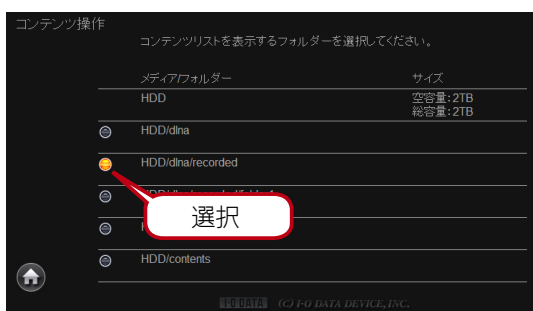 コンテンツ操作
コンテンツリストを表示するフォルダーを選択してください。
メディア/フォルダー サイズ
HDD 空容量:2TB
総容量:2TB
HDD/dlna
HDD/dlna/recorded
選択
HDD/contents
I-O DATA (C) I-O DATA DEVICE, INC.